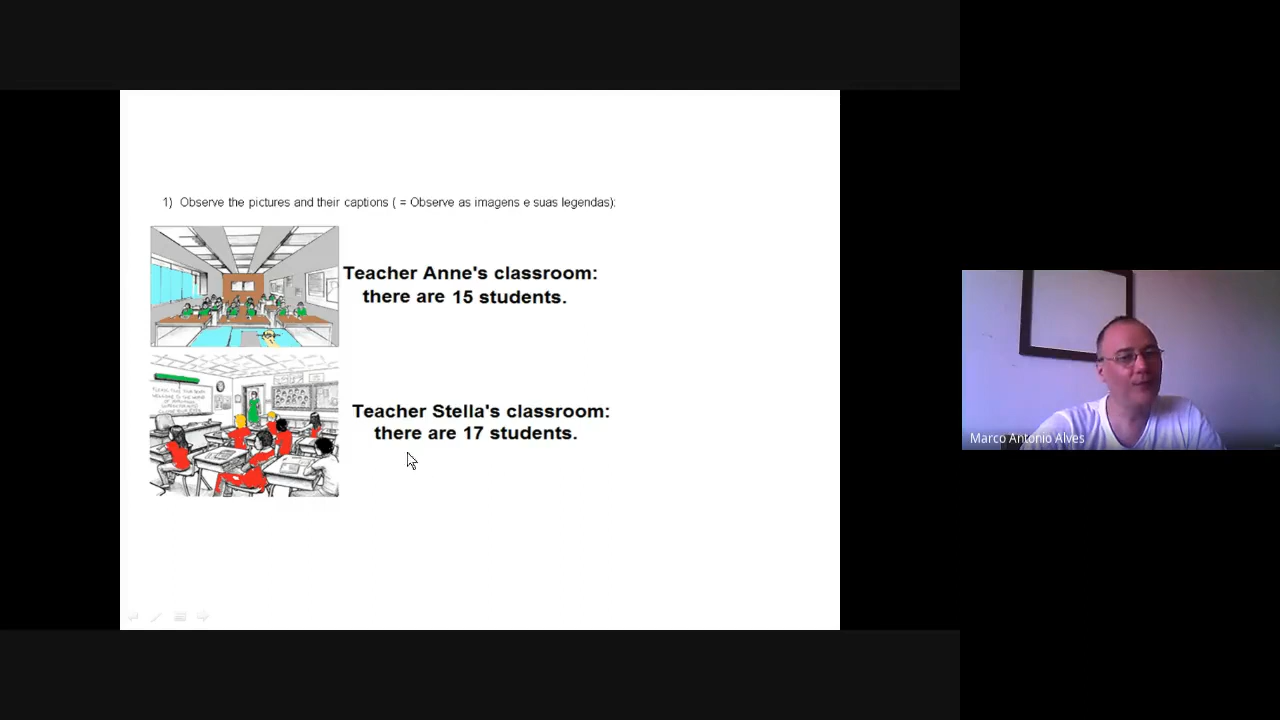 1) Observe the pictures and their captions ( = Observe as imagens e suas legendas):
Teacher Anne's classroom:
there are 15 students.
Teacher Stella's classroom:
there are 17 students.
Marco Antonio Alves